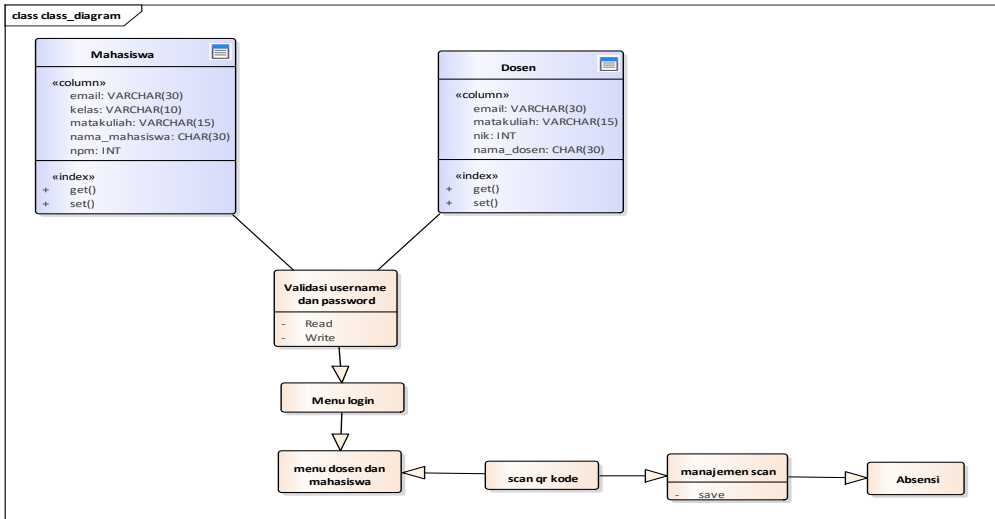 class class_diagram
Mahasiswa
«column»
email: VARCHAR(30)
kelas: VARCHAR(10)
matakuliah: VARCHAR(15)
nama_mahasiswa: CHAR(30)
npm: INT
«index»
+ get()
+ set()
Dosen
«column»
email: VARCHAR(30)
matakuliah: VARCHAR(15)
nik: INT
nama_dosen: CHAR(30)
«index»
+ get()
+ set()
Validasi username
dan password
- Read
- Write
Menu login
menu dosen dan
mahasiswa
scan qr kode
manajemen scan
- save
Absensi